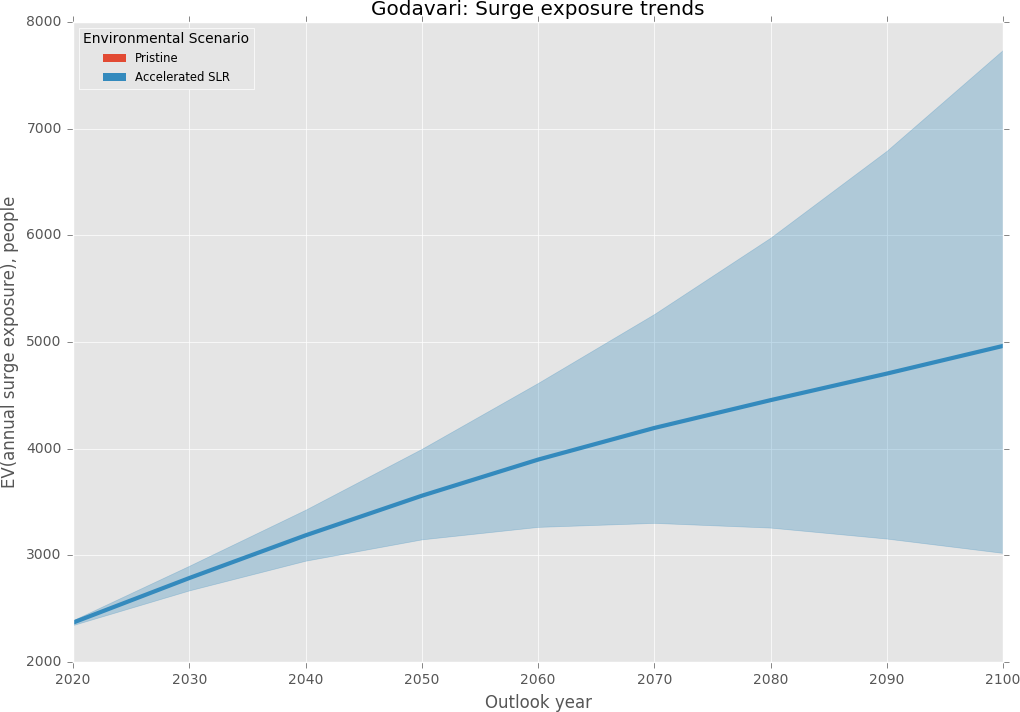 Godavari: Surge exposure trends
Environmental Scenario
Pristine
Accelerated SLR
EV(annual surge exposure), people
8000
7000
6000
5000
4000
3000
2000
2020 2030 2040 2050 2060 2070 2080 2090 2100
Outlook year